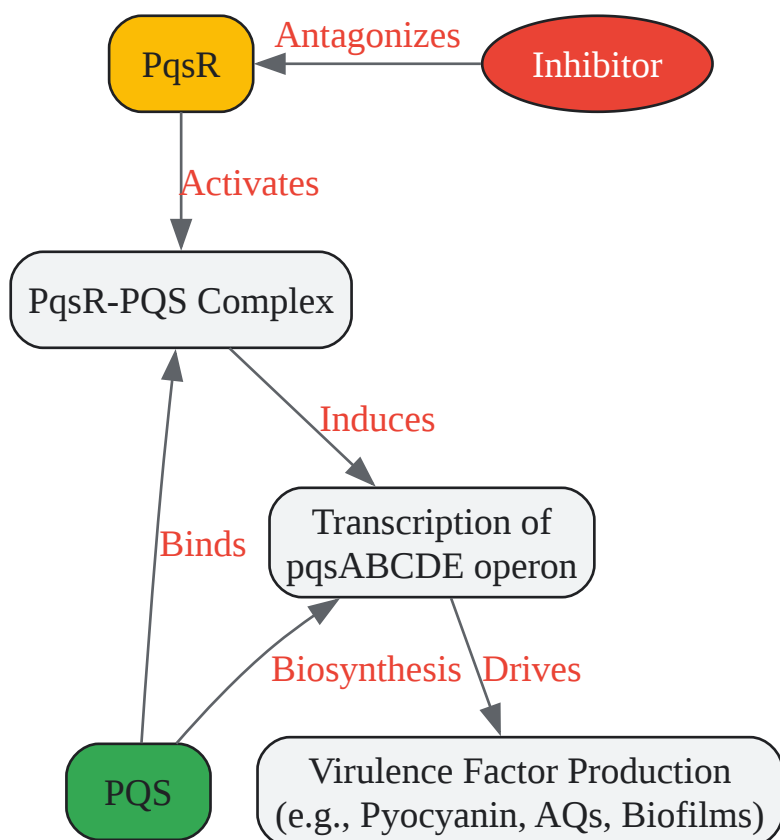 Antagonizes
PqsR
Inhibitor
Activates
PqsR-PQS Complex
Induces
Transcription of
pqsABCDE operon
Binds
Biosynthesis
Drives
PQS
Virulence Factor Production
(e.g., Pyocyanin, AQs, Biofilms)